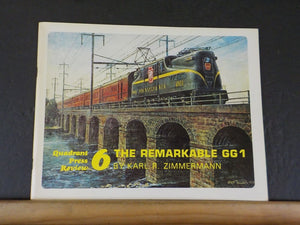 Quadrant
Press
Review
6
THE REMARKABLE GG1
BY KARL R. ZIMMERMANN